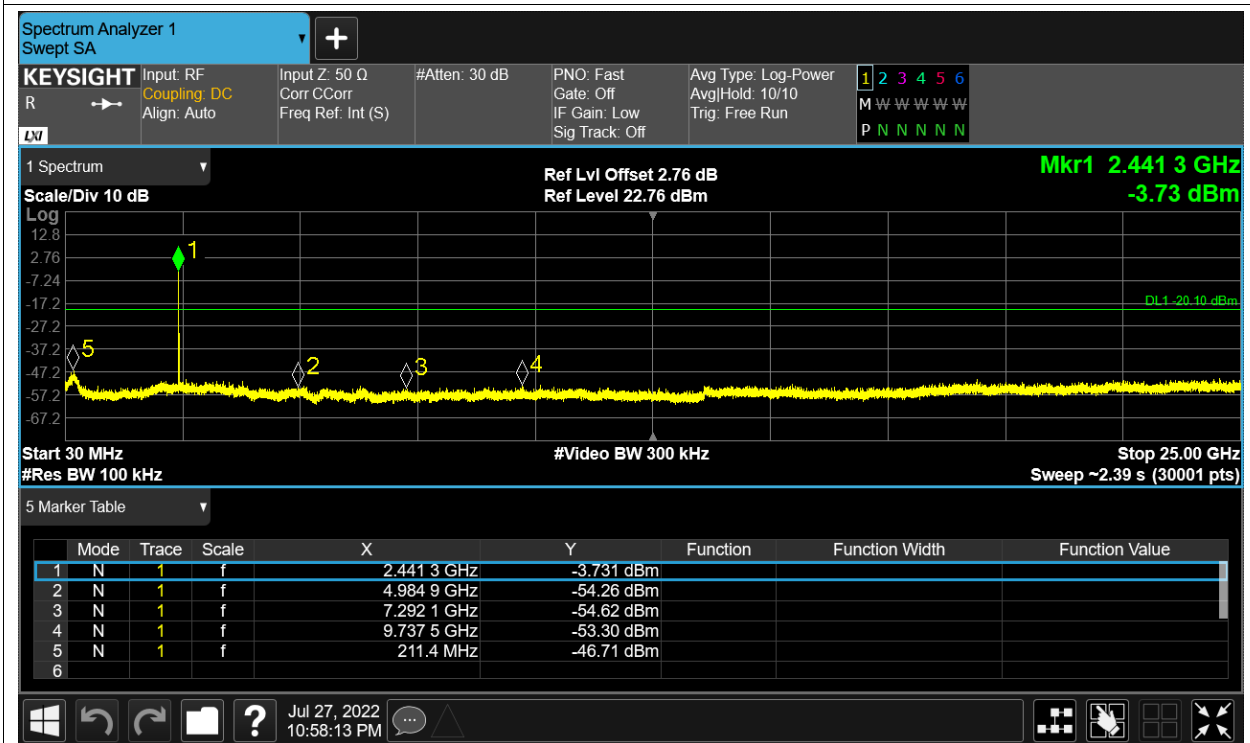 Spectrum Analyzer 1
Swept SA
+
KEYSIGHT Input: RF Input Z: 50 Ω #Atten: 30 dB PNO: Fast Avg Type: Log-Power 1 2 3 4 5 6
R Coupling: DC Corr CCorr Gate: Off Avg|Hold: 10/10 M W W W W W W
Align: Auto Freq Ref: Int (S) IF Gain: Low Trig: Free Run
LXI Sig Track: Off P N N N N N N
1 Spectrum Ref Lvl Offset 2.76 dB Mkr1 2.441 3 GHz
Scale/Div 10 dB Ref Level 22.76 dBm -3.73 dBm
Log
12.8
1
2.76
-7.24
-17.2 DL1 -20.10 dBm
-27.2
-37.2 5
-47.2 2 3 4
-57.2
-67.2
Start 30 MHz #Video BW 300 kHz Stop 25.00 GHz
#Res BW 100 kHz Sweep ~2.39 s (30001 pts)
5 Marker Table
Mode Trace Scale X Y Function Function Width Function Value
1 N 1 f 2.441 3 GHz -3.731 dBm
2 N 1 f 4.984 9 GHz -54.26 dBm
3 N 1 f 7.292 1 GHz -54.62 dBm
4 N 1 f 9.737 5 GHz -53.30 dBm
5 N 1 f 211.4 MHz -46.71 dBm
6
? Jul 27, 2022
10:58:13 PM